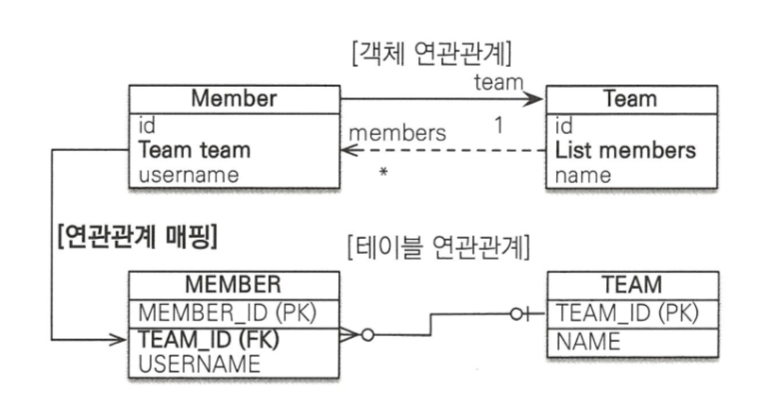 [객체 연관관계]
team
Member
Team
id
Team team
username
members
1
*
id
List members
name
[연관관계 매핑]
[테이블 연관관계]
MEMBER
MEMBER_ID (PK)
TEAM_ID (FK)
USERNAME
TEAM
TEAM_ID (PK)
NAME